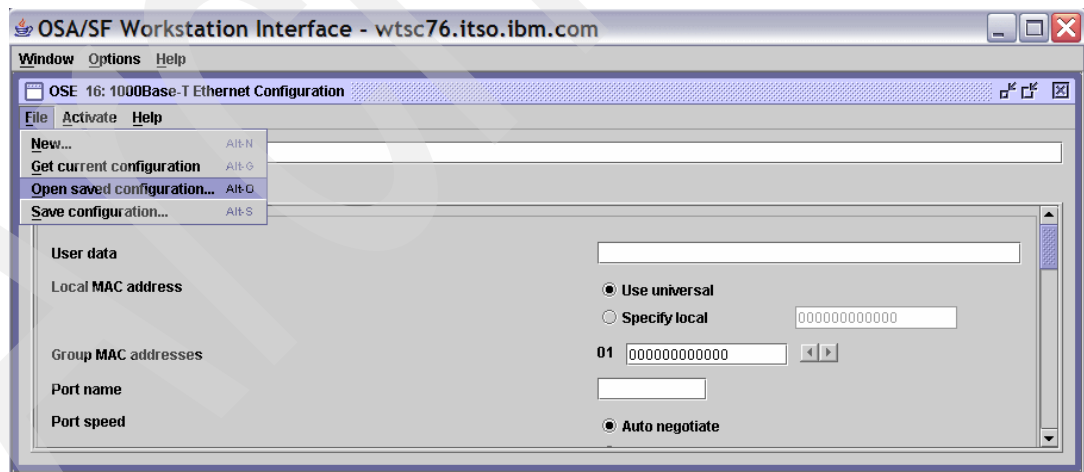 OSA/SF Workstation Interface - wtsc76.itso.ibm.com
Window Options Help
OSE 16: 1000Base-T Ethernet Configuration
File Activate Help
New... Alt-N
Get current configuration Alt-G
Open saved configuration... Alt-O
Save configuration... Alt-S
User data
Local MAC address
Use universal
Specify local 000000000000
Group MAC addresses 01 000000000000
Port name
Port speed Auto negotiate